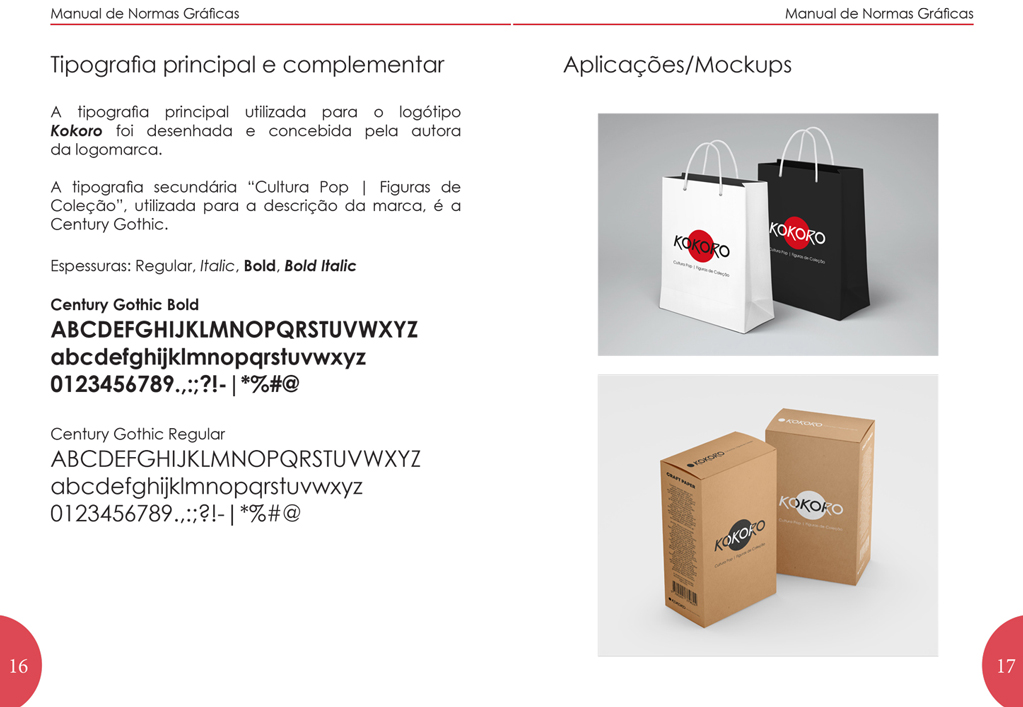 Manual de Normas Gráficas
Tipografia principal e complementar
A tipografia principal utilizada para o logótipo
Kokoro foi desenhada e concebida pela autora
da logomarca.
A tipografia secundária “Cultura Pop | Figuras de
Coleção”, utilizada para a descrição da marca, é a
Century Gothic.
Espessuras: Regular, Italic, Bold, Bold Italic
Century Gothic Bold
ABCDEFGHIJKLMNOPQRSTUVWXYZ
abcdefghijklmnopqrstuvwxyz
0123456789.,:;?!-|*%#@
Century Gothic Regular
ABCDEFGHIJKLMNOPQRSTUVWXYZ
abcdefghijklmnopqrstuvwxyz
0123456789.,:;?!-|*%#@
16
Manual de Normas Gráficas
Aplicações/Mockups
KOKORO
Cultura Pop | Figuras de Coleção
KOKORO
Cultura Pop | Figuras de Coleção
KOKORO
KOKORO
CRAFT PAPER
KOKORO
Cultura Pop | Figuras de Coleção
KOKORO
Cultura Pop | Figuras de Coleção
KOKORO
17